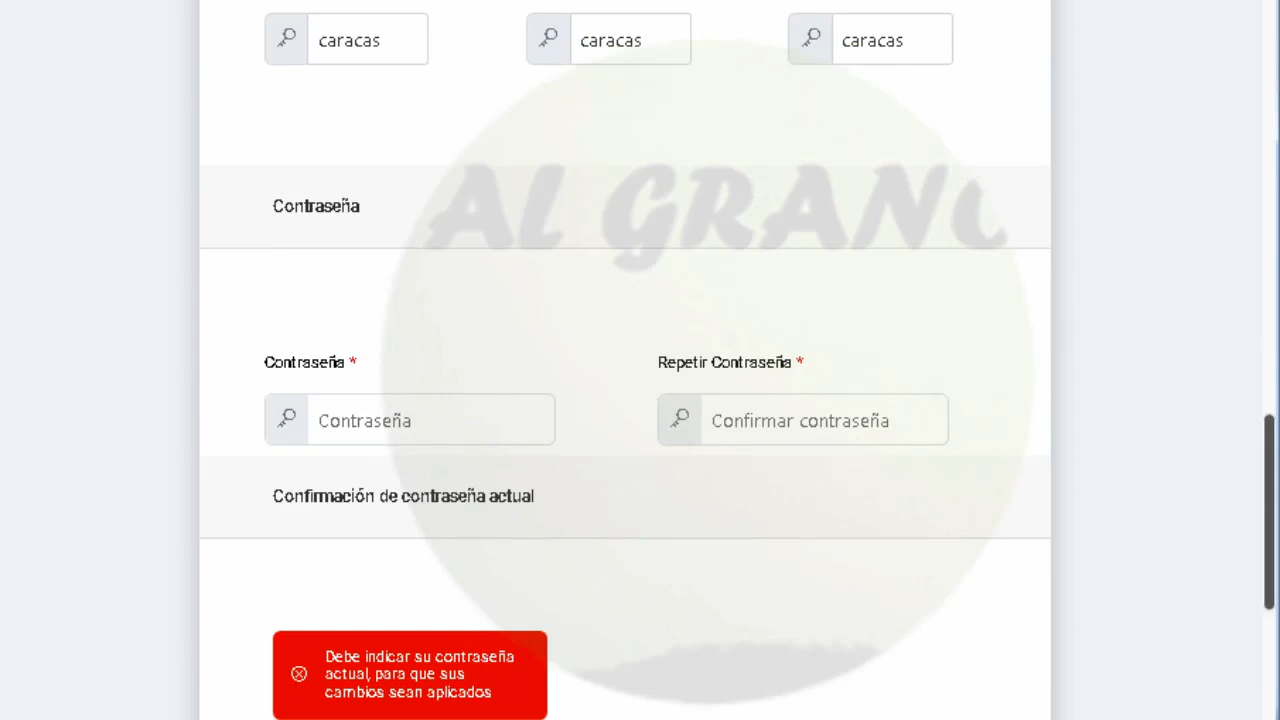 caracas caracas caracas
AL GRANO
Contraseña
Contraseña * Repetir Contraseña *
Contraseña Confirmar contraseña
Confirmación de contraseña actual
Debe indicar su contraseña
actual, para que sus
cambios sean aplicados